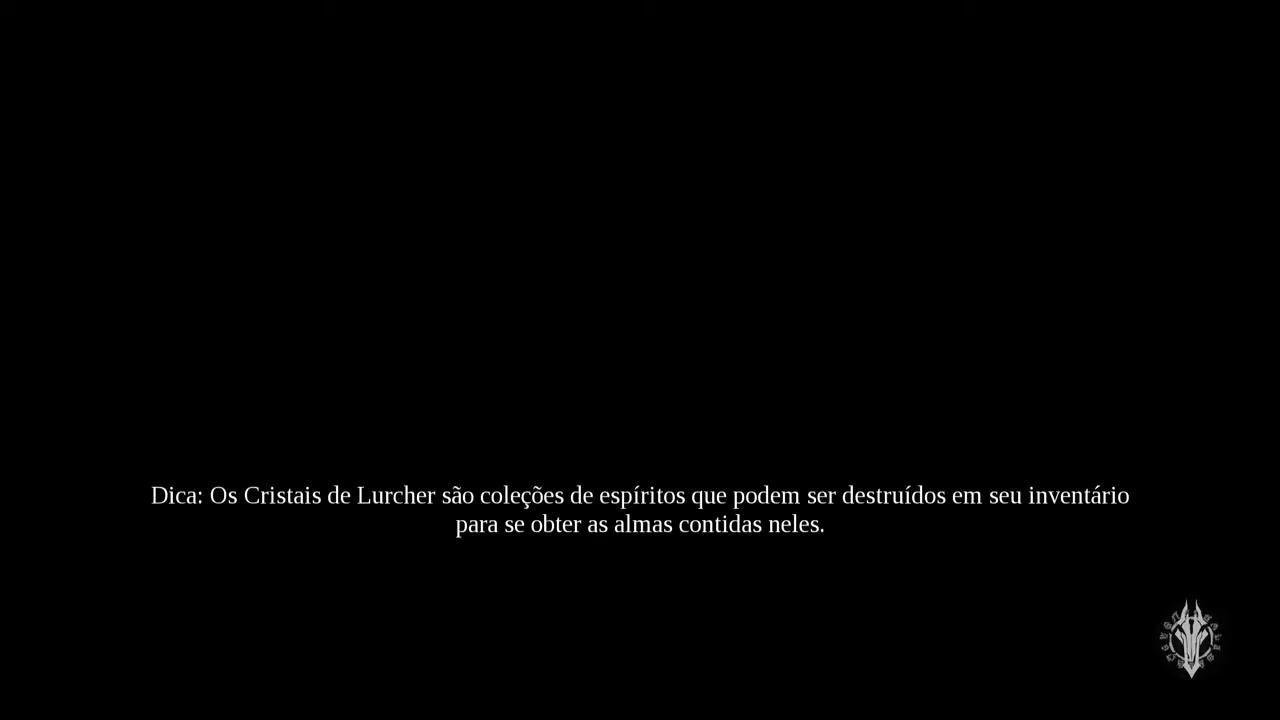 Dica: Os Cristais de Lurcher são coleções de espíritos que podem ser destruídos em seu inventário
para se obter as almas contidas neles.